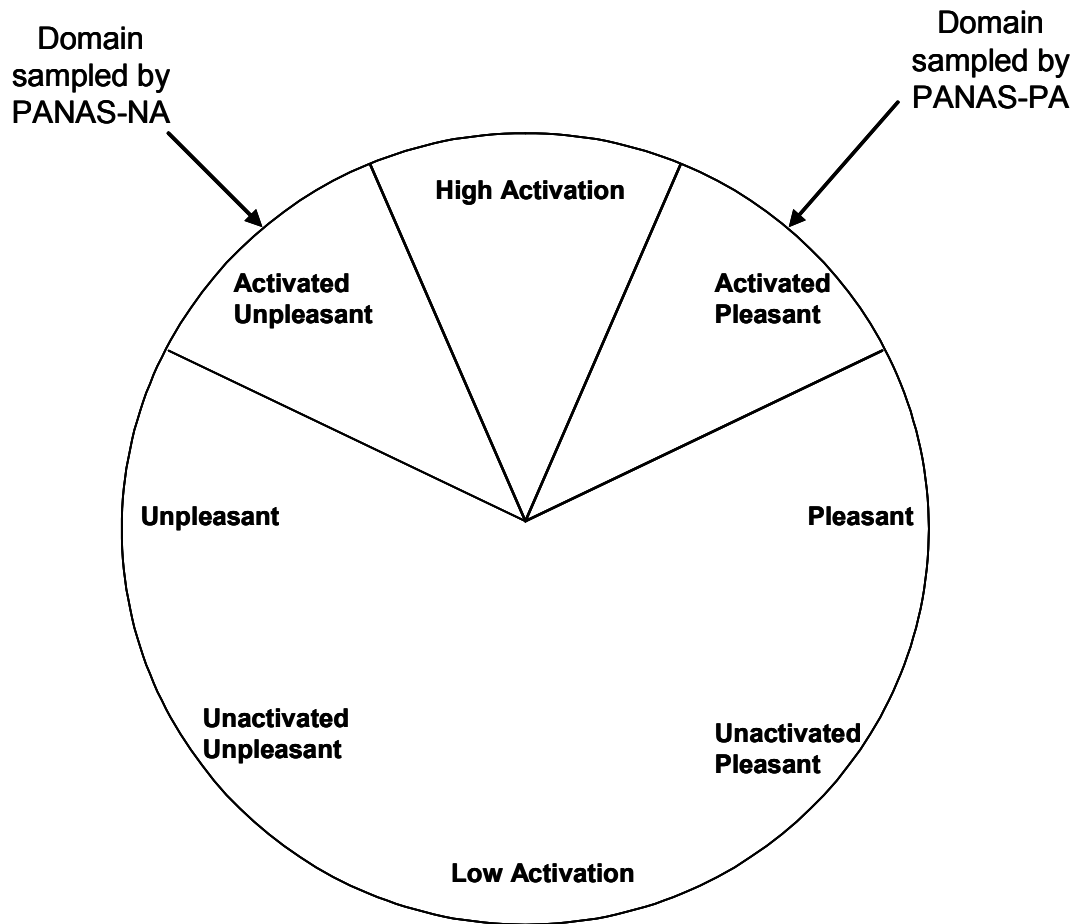 Domain
sampled by
PANAS-NA
Domain
sampled by
PANAS-PA
High Activation
Activated
Unpleasant
Activated
Pleasant
Unpleasant
Pleasant
Unactivated
Unpleasant
Unactivated
Pleasant
Low Activation